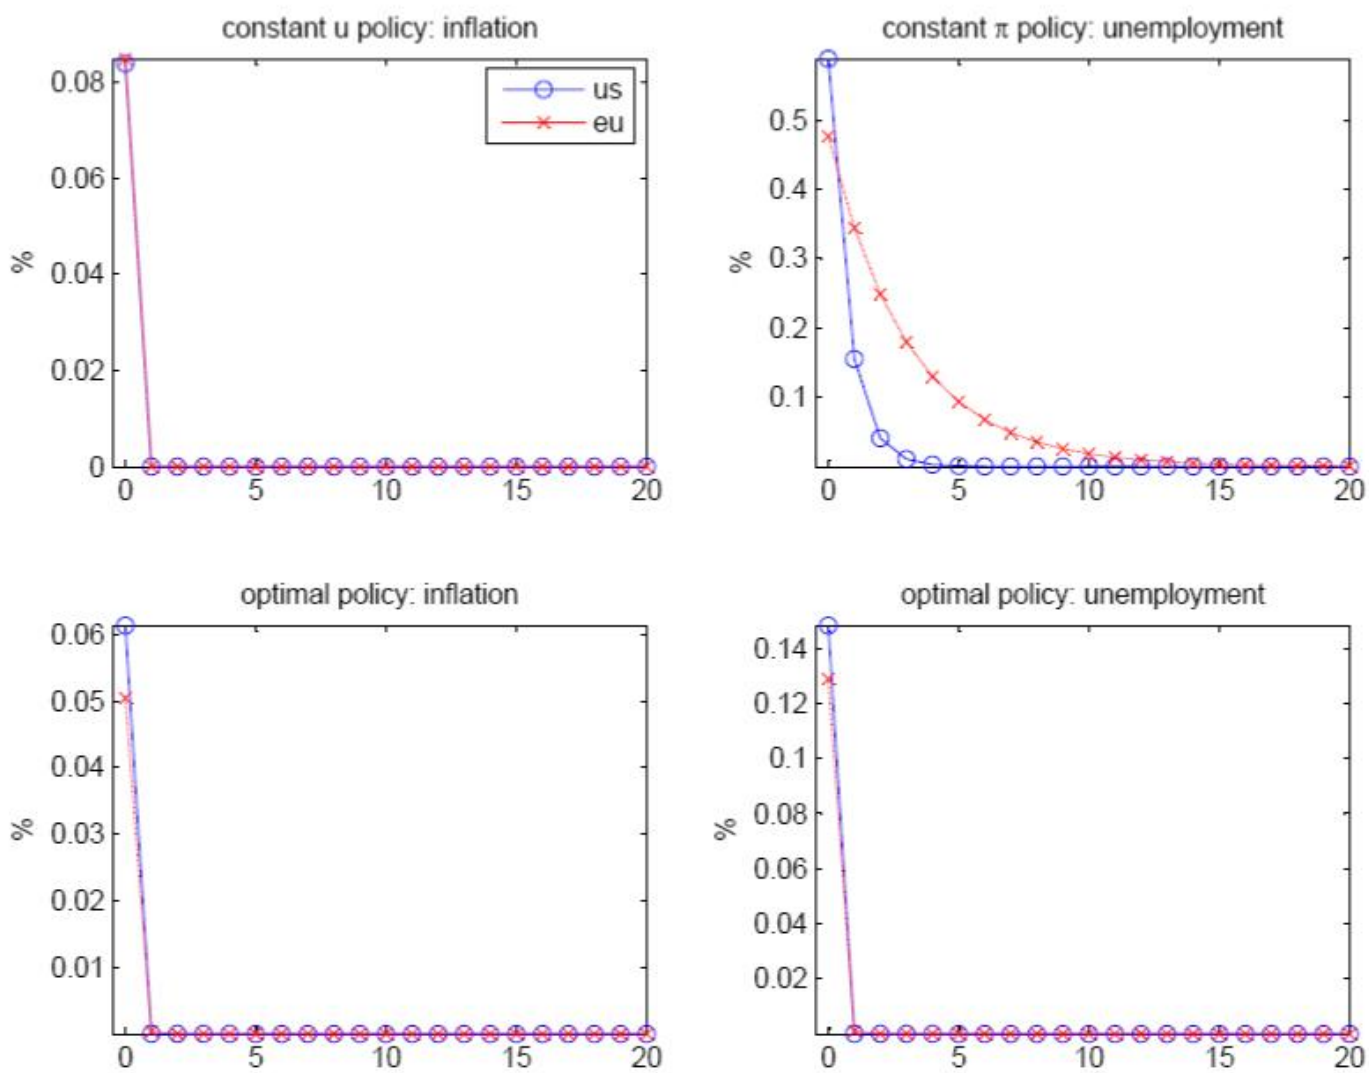 constant u policy: inflation
constant π policy: unemployment
us
eu
%
0.08
0.06
0.04
0.02
0
0 5 10 15 20
%
0.5
0.4
0.3
0.2
0.1
0 5 10 15 20
optimal policy: inflation
optimal policy: unemployment
%
0.06
0.05
0.04
0.03
0.02
0.01
0 5 10 15 20
%
0.14
0.12
0.1
0.08
0.06
0.04
0.02
0 5 10 15 20